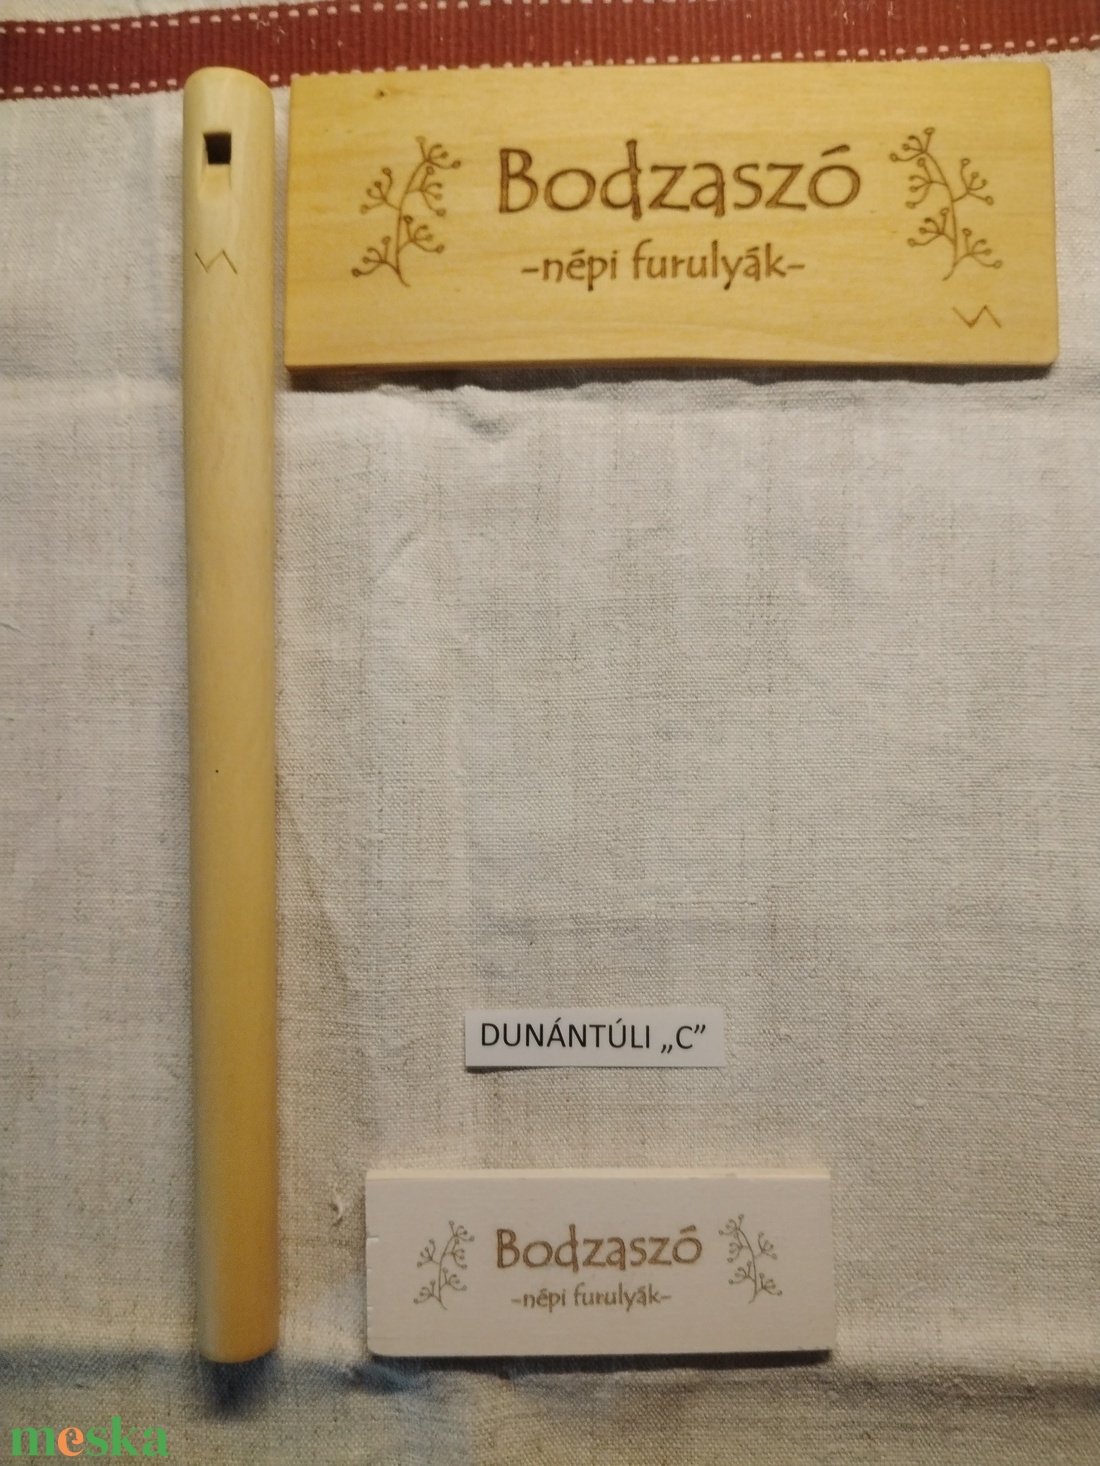 Bodzaszó
-népi furulyák-
DUNÁNTÚLI „C”
Bodzaszó
-népi furulyák-
meska